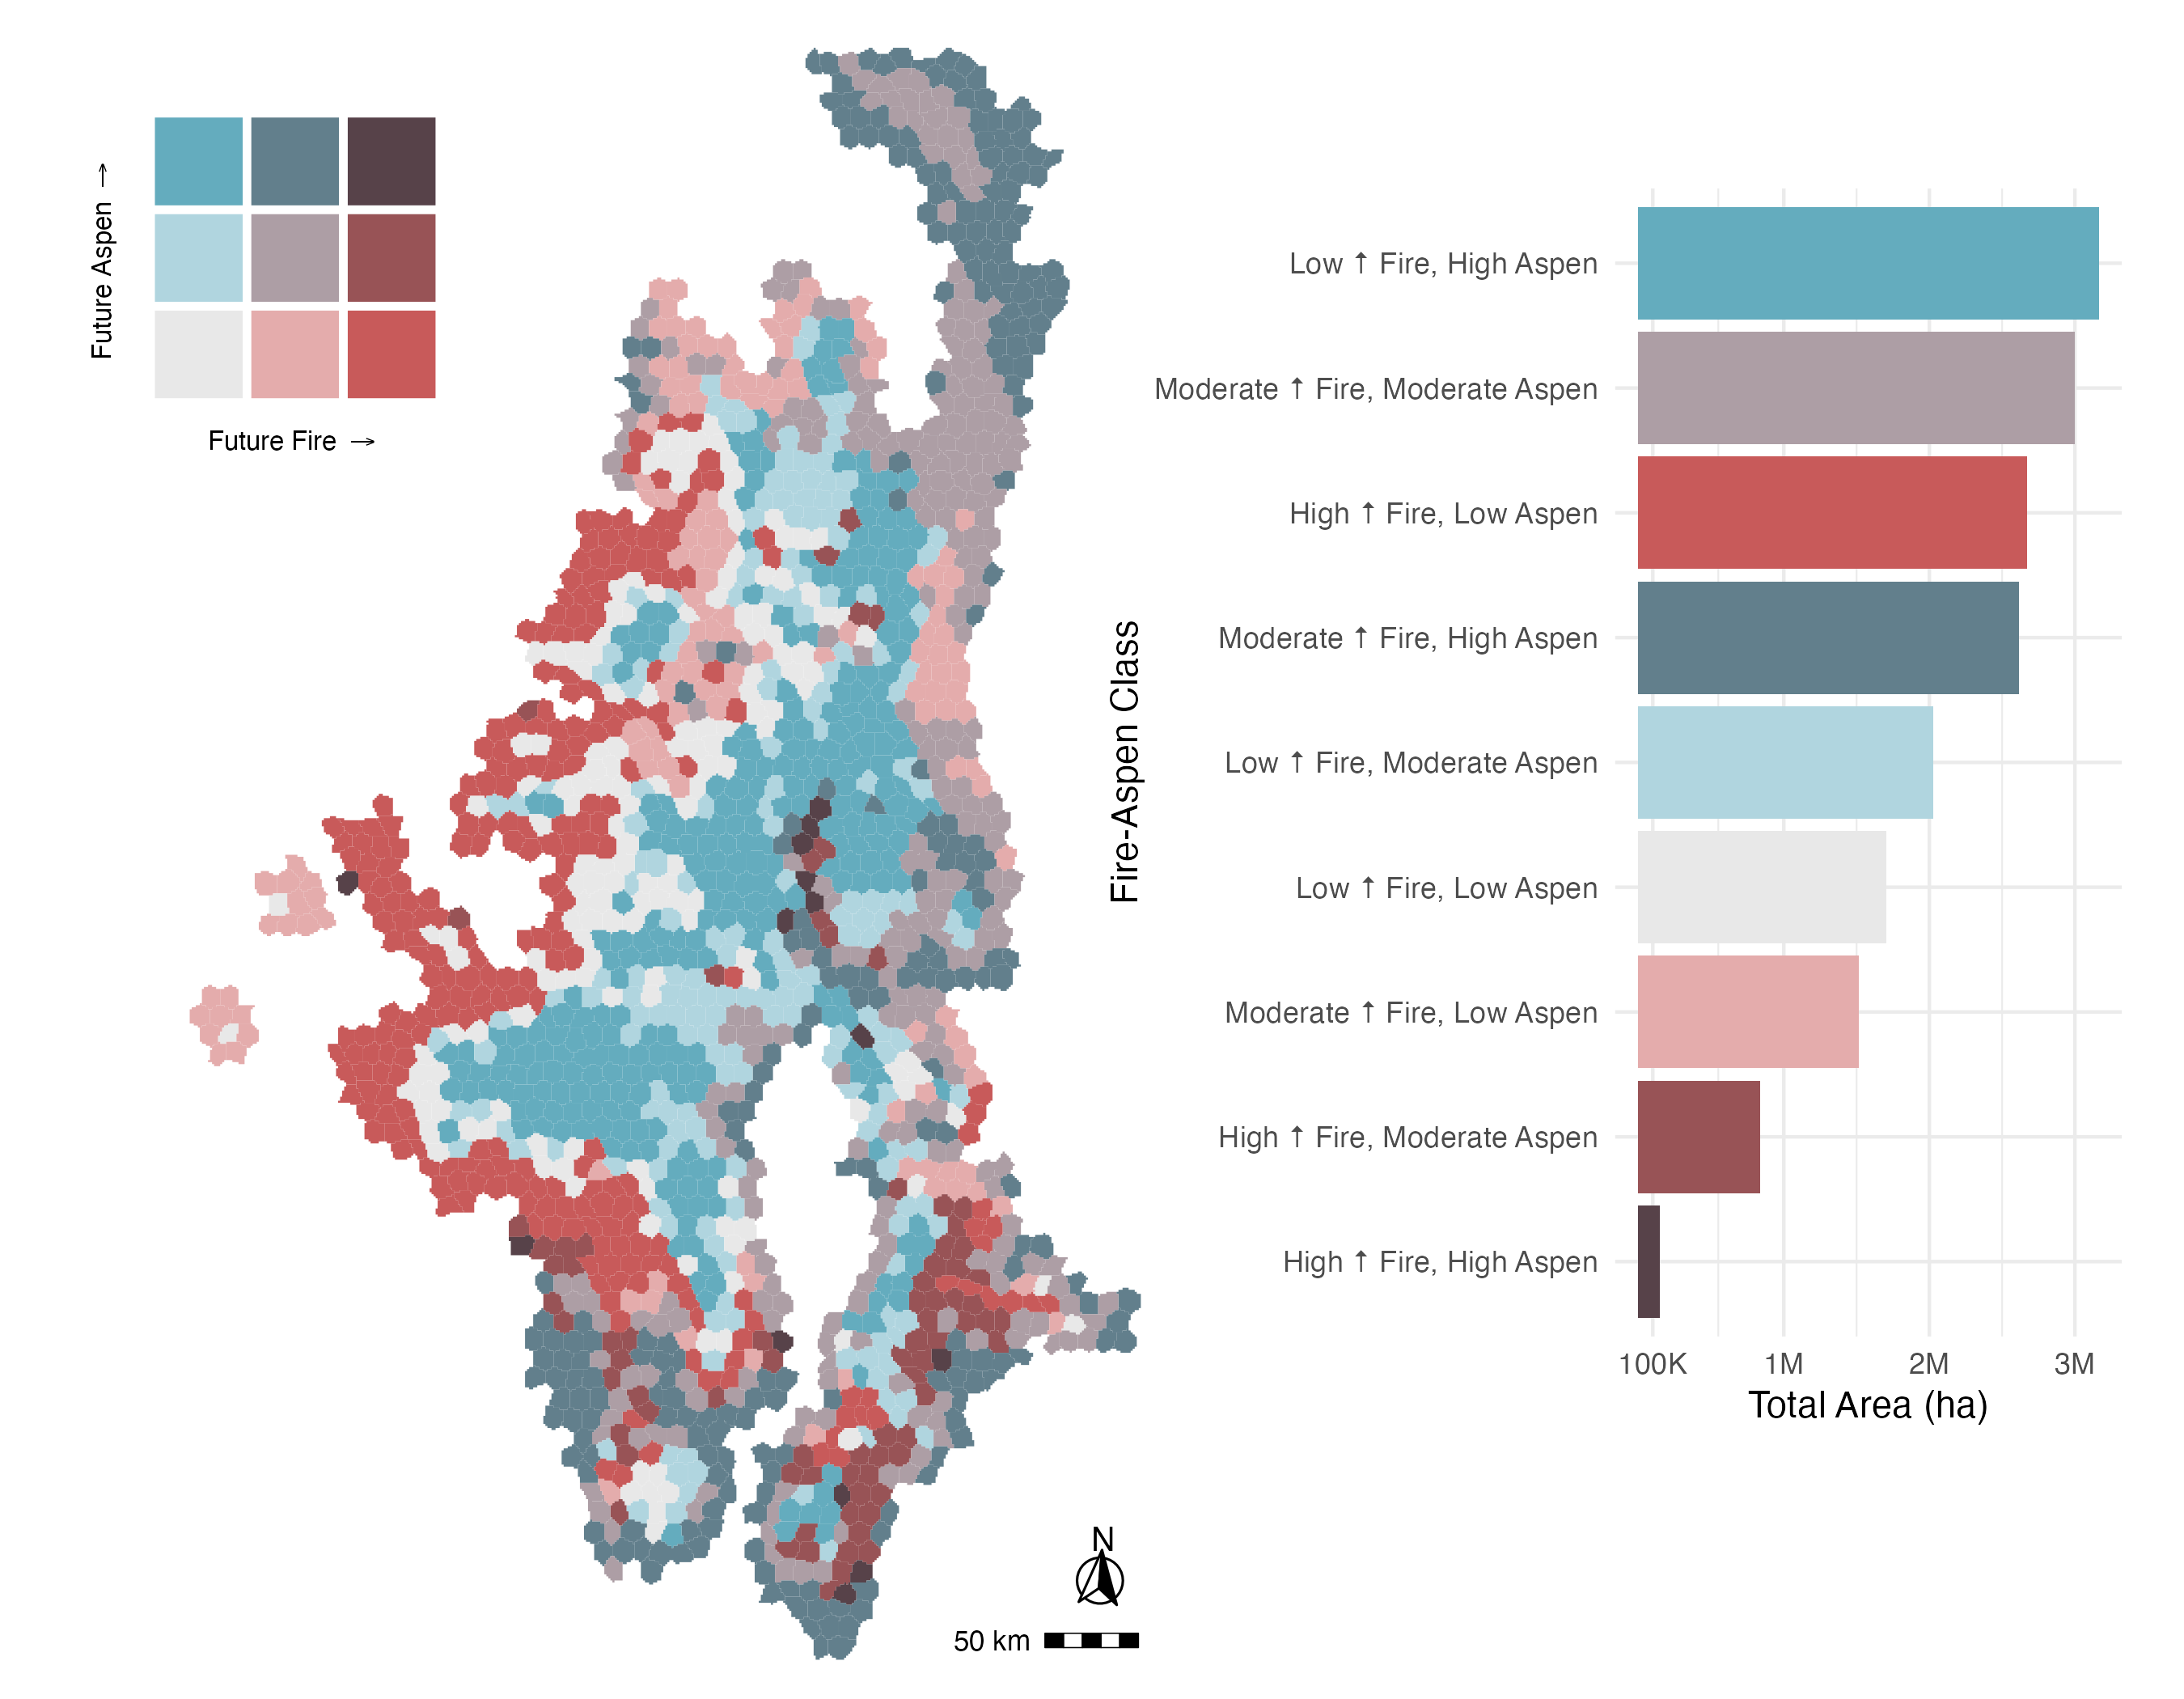 Future Aspen →
Future Fire →
Fire-Aspen Class
Low ↑ Fire, High Aspen
Moderate ↑ Fire, Moderate Aspen
High ↑ Fire, Low Aspen
Moderate ↑ Fire, High Aspen
Low ↑ Fire, Moderate Aspen
Low ↑ Fire, Low Aspen
Moderate ↑ Fire, Low Aspen
High ↑ Fire, Moderate Aspen
High ↑ Fire, High Aspen
100K 1M 2M 3M
Total Area (ha)
N
50 km